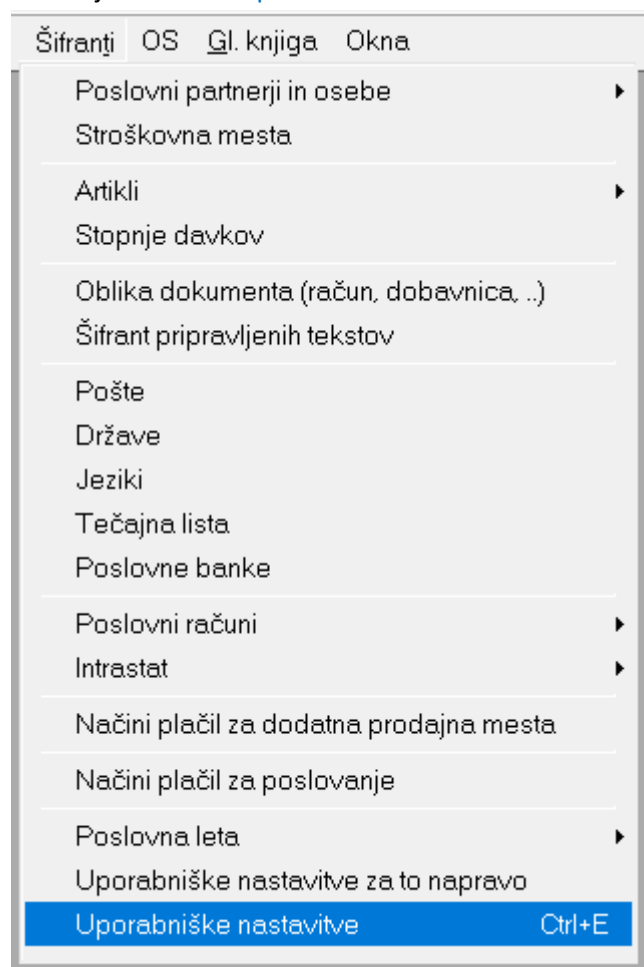 Šifranti OS Gl. knjiga Okna
Poslovni partnerji in osebe
Stroškovna mesta
Artikli
Stopnje davkov
Oblika dokumenta (račun, dobavnica, ..)
Šifrant pripravljenih tekstov
Pošte
Države
Jeziki
Tečajna lista
Poslovne banke
Poslovni računi
Intrastat
Načini plačil za dodatna prodajna mesta
Načini plačil za poslovanje
Poslovna leta
Uporabniške nastavitve za to napravo
Uporabniške nastavitve Ctrl+E